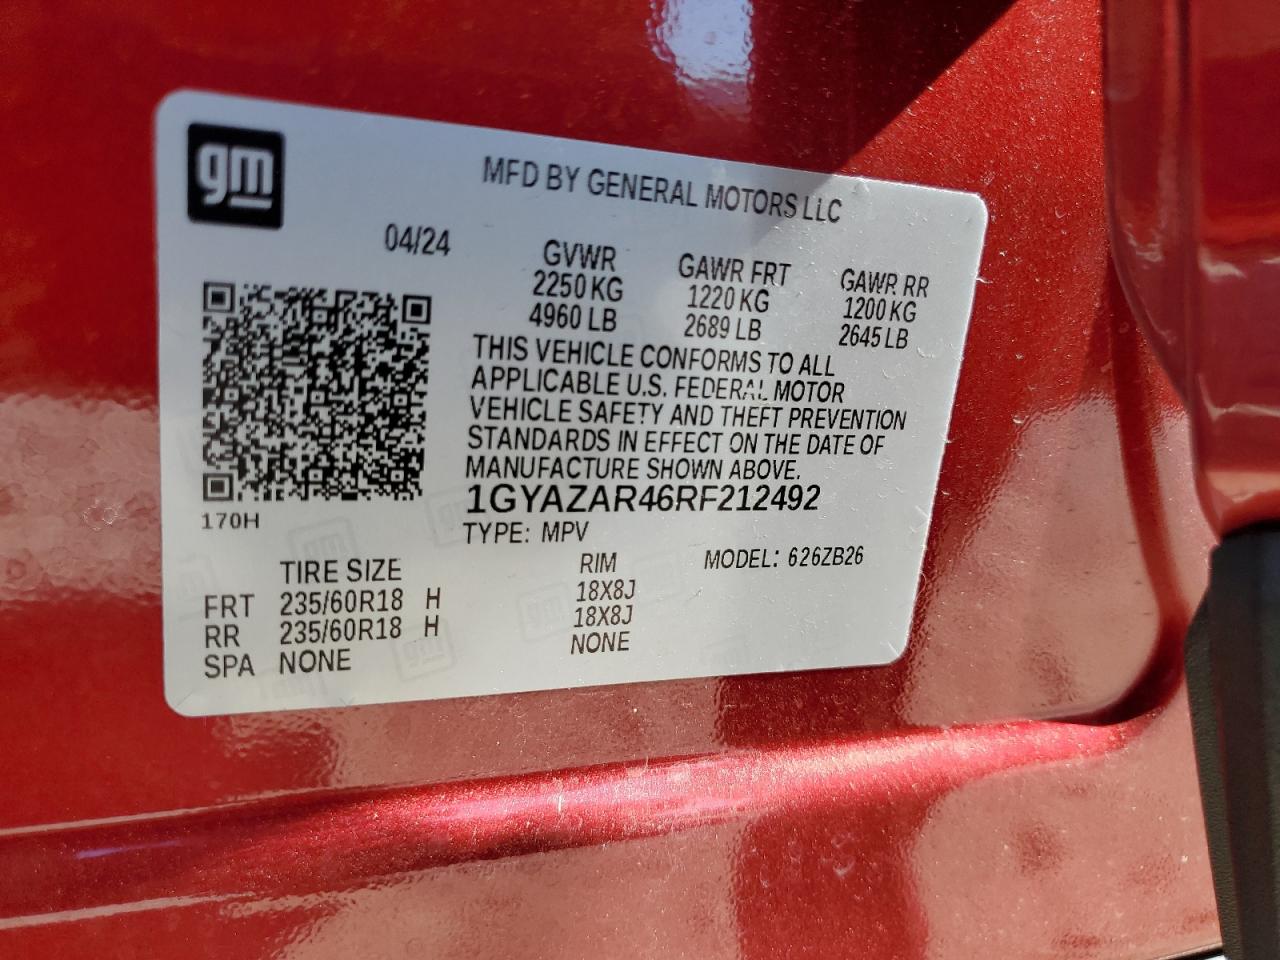 gm
MFD BY GENERAL MOTORS LLC
04/24
GVWR GAWR FRT GAWR RR
2250 KG 1220 KG 1200 KG
4960 LB 2689 LB 2645 LB
THIS VEHICLE CONFORMS TO ALL
APPLICABLE U.S. FEDERAL MOTOR
VEHICLE SAFETY AND THEFT PREVENTION
STANDARDS IN EFFECT ON THE DATE OF
MANUFACTURE SHOWN ABOVE.
1GYAZAR46RF212492
170H
TYPE: MPV
MODEL: 626ZB26
TIRE SIZE RIM
FRT 235/60R18 H 18X8J
RR 235/60R18 H 18X8J
SPA NONE NONE